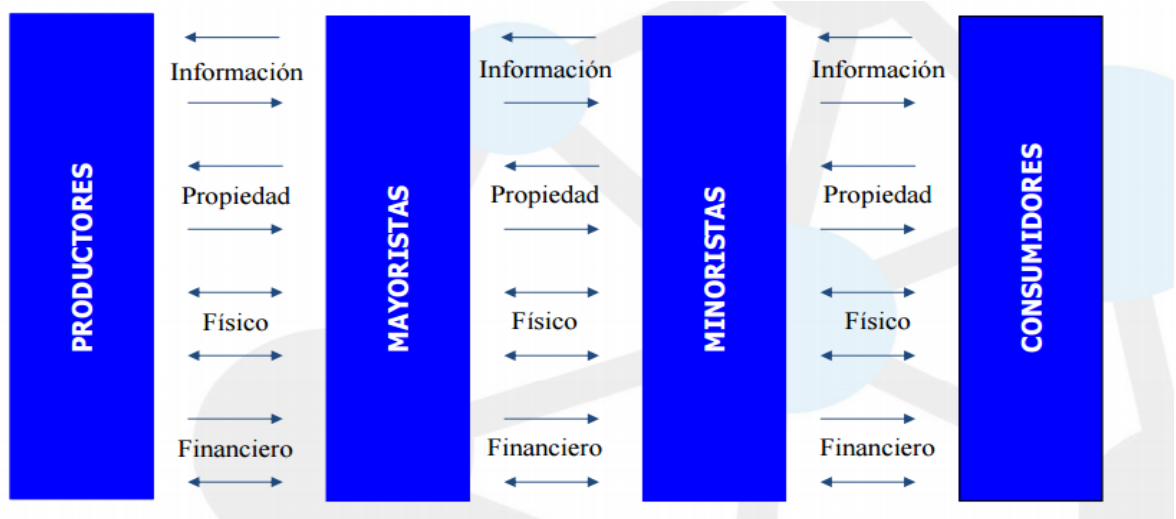 PRODUCTORES
Información
Propiedad
Físico
Financiero
MAYORISTAS
Información
Propiedad
Físico
Financiero
MINORISTAS
Información
Propiedad
Físico
Financiero
CONSUMIDORES